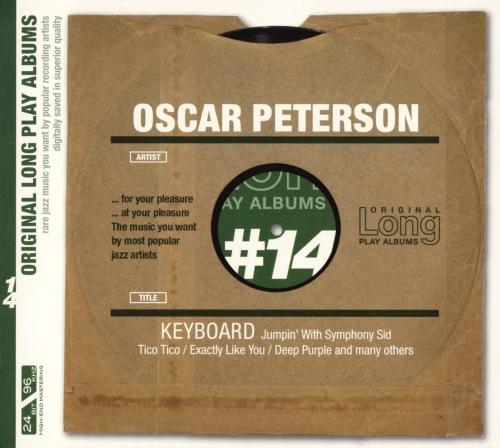 ORIGINAL LONG PLAY ALBUMS
rare jazz music you want by popular recording artists
digitally saved in superior quality
14
24 BIT 96 KHZ
HIGH-END MASTERING
OSCAR PETERSON
ARTIST
... for your pleasure
... at your pleasure
The music you want
by most popular
jazz artists
PLAY ALBUMS
#14
ORIGINAL
Long
PLAY ALBUMS
TITLE
KEYBOARD Jumpin' With Symphony Sid
Tico Tico / Exactly Like You / Deep Purple and many others